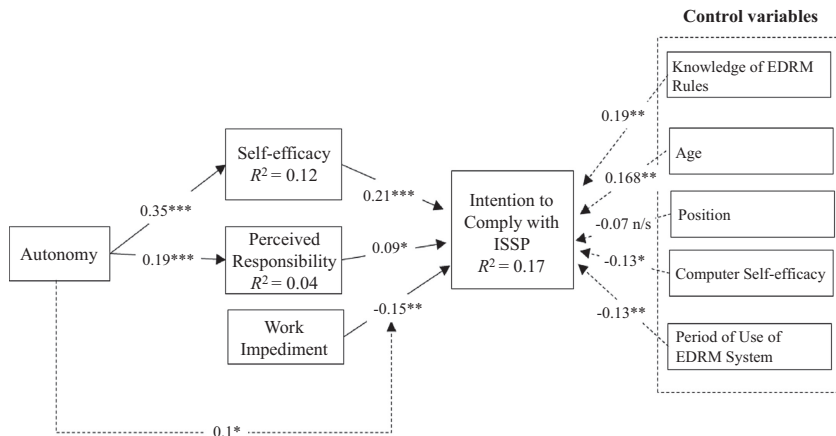 Control variables
Knowledge of EDRM
Rules
0.19**
Self-efficacy
R² = 0.12
Age
0.168**
0.21***
Intention to
Comply with
ISSP
R² = 0.17
0.35***
Position
-0.07 n/s
Autonomy
Perceived
Responsibility
R² = 0.04
0.09*
0.19***
-0.13*
Computer Self-efficacy
Work
Impediment
-0.15**
-0.13**
Period of Use of
EDRM System
0.1*